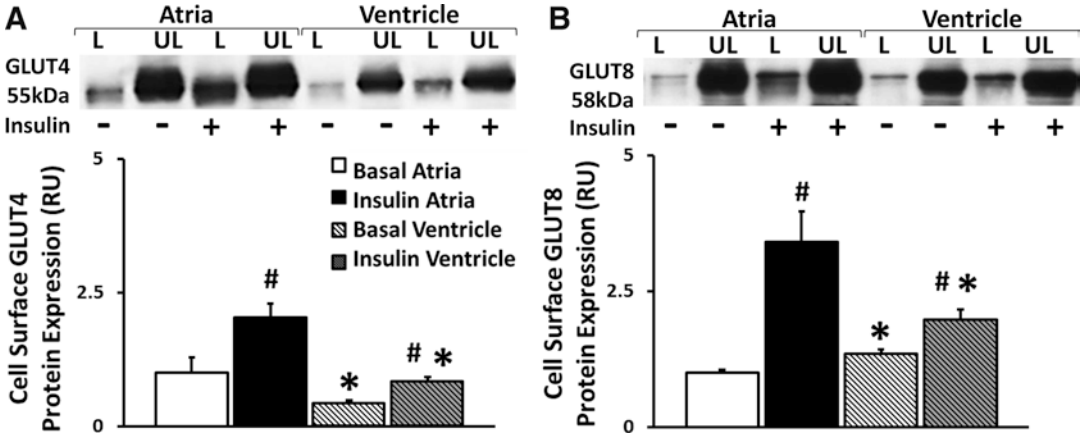 A
Atria Ventricle
L UL L UL L UL L UL
GLUT4
55kDa
Insulin - - + + - - + +
Cell Surface GLUT4
Protein Expression (RU)
5
2.5
0
Basal Atria
Insulin Atria
Basal Ventricle
Insulin Ventricle
#
*
# *
B
Atria Ventricle
L UL L UL L UL L UL
GLUT8
58kDa
Insulin - - + + - - + +
Cell Surface GLUT8
Protein Expression (RU)
5
2.5
0
#
*
# *